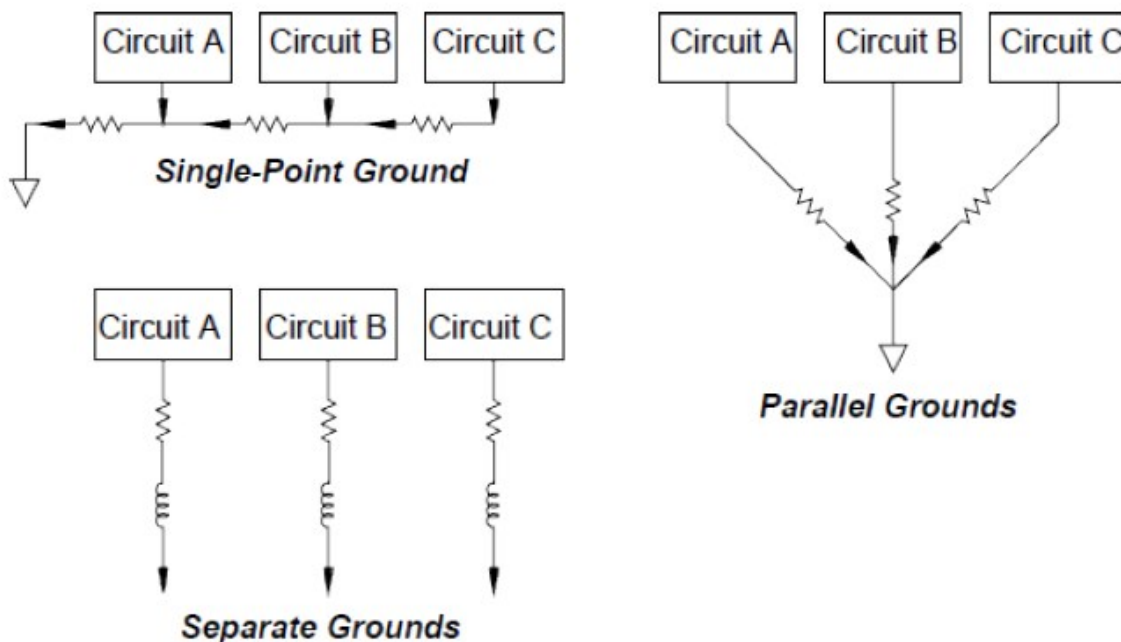 Circuit A Circuit B Circuit C
Single-Point Ground
Circuit A Circuit B Circuit C
Separate Grounds
Circuit A Circuit B Circuit C
Parallel Grounds